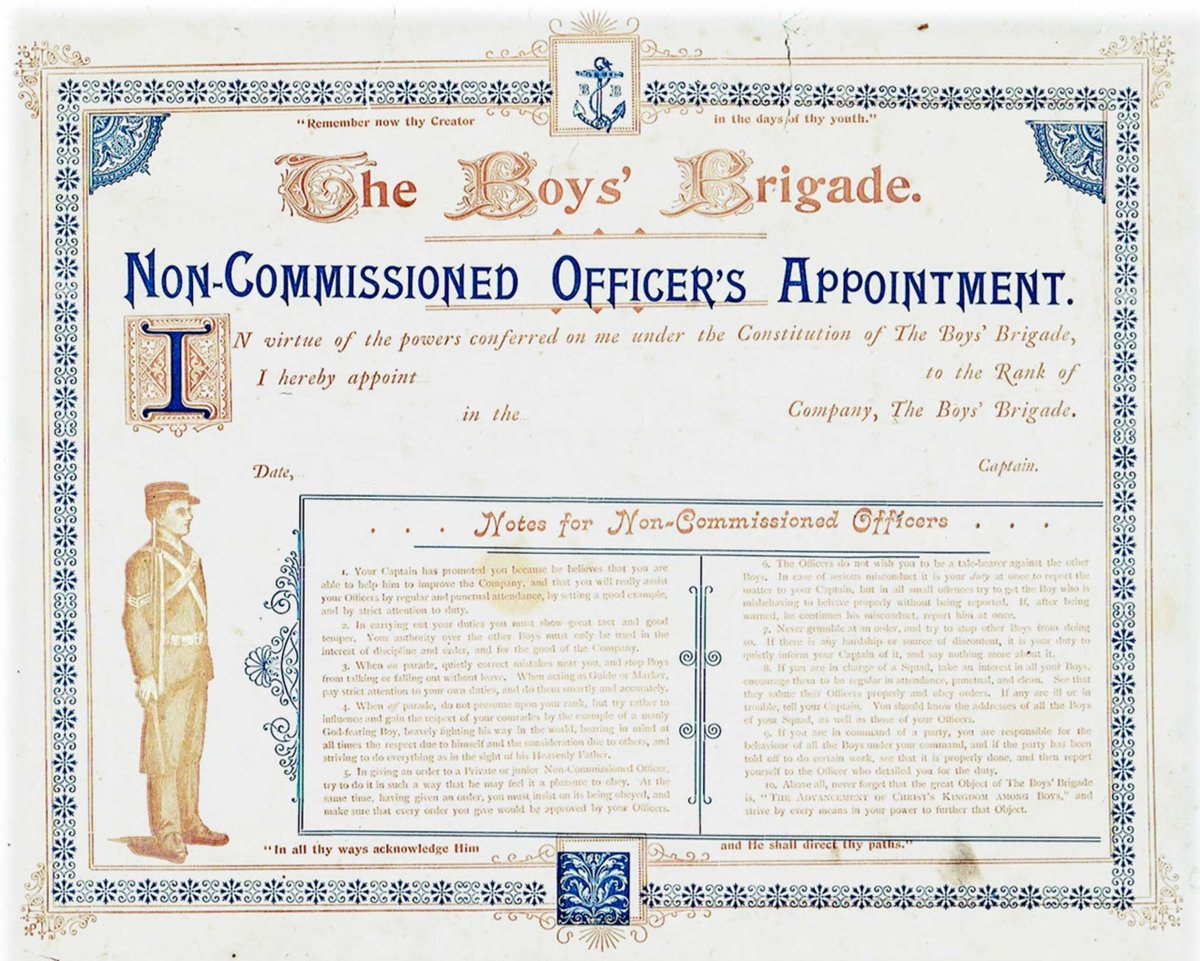 B B
"Remember now thy Creator in the days of thy youth."
The Boys' Brigade.
Non-Commissioned Officer's Appointment.
IN virtue of the powers conferred on me under the Constitution of The Boys' Brigade,
I hereby appoint to the Rank of
in the Company, The Boys' Brigade.
Date, Captain.
. . . Notes for Non-Commissioned Officers . . .
1. Your Captain has promoted you because he believes that you are
able to help him to improve the Company, and that you will really assist
your Officers by regular and punctual attendance, by setting a good example,
and by strict attention to duty.
2. In carrying out your duties you must show great tact and good
temper. Your authority over the other Boys must only be used in the
interest of discipline and order, and for the good of the Company.
3. When on parade, quietly correct mistakes near you, and stop Boys
from talking or falling out without leave. When acting as Guide or Marker,
pay strict attention to your own duties, and do them smartly and accurately.
4. When off parade, do not presume upon your rank, but try rather to
influence and gain the respect of your comrades by the example of a manly
God-fearing Boy, bravely fighting his way in the world, bearing in mind at
all times the respect due to himself and the consideration due to others, and
striving to do everything as in the sight of his Heavenly Father.
5. In giving an order to a Private or junior Non-Commissioned Officer,
try to do it in such a way that he may feel it a pleasure to obey. At the
same time, having given an order, you must insist on its being obeyed, and
make sure that every order you give would be approved by your Officers.
6. The Officers do not wish you to be a tale-bearer against the other
Boys. In case of serious misconduct it is your duty at once to report the
matter to your Captain, but in all small offences try to get the Boy who is
misbehaving to behave properly without being reported. If, after being
warned, he continues his misconduct, report him at once.
7. Never grumble at an order, and try to stop other Boys from doing
so. If there is any hardship or source of discontent, it is your duty to
quietly inform your Captain of it, and say nothing more about it.
8. If you are in charge of a Squad, take an interest in all your Boys,
encourage them to be regular in attendance, punctual, and clean. See that
they salute their Officers properly and obey orders. If any are ill or in
trouble, tell your Captain. You should know the addresses of all the Boys
of your Squad, as well as those of your Officers.
9. If you are in command of a party, you are responsible for the
behaviour of all the Boys under your command, and if the party has been
told off to do certain work, see that it is properly done, and then report
yourself to the Officer who detailed you for the duty.
10. Above all, never forget that the great Object of The Boys' Brigade
is, "The Advancement of Christ's Kingdom among Boys," and
strive by every means in your power to further that Object.
"In all thy ways acknowledge Him and He shall direct thy paths."